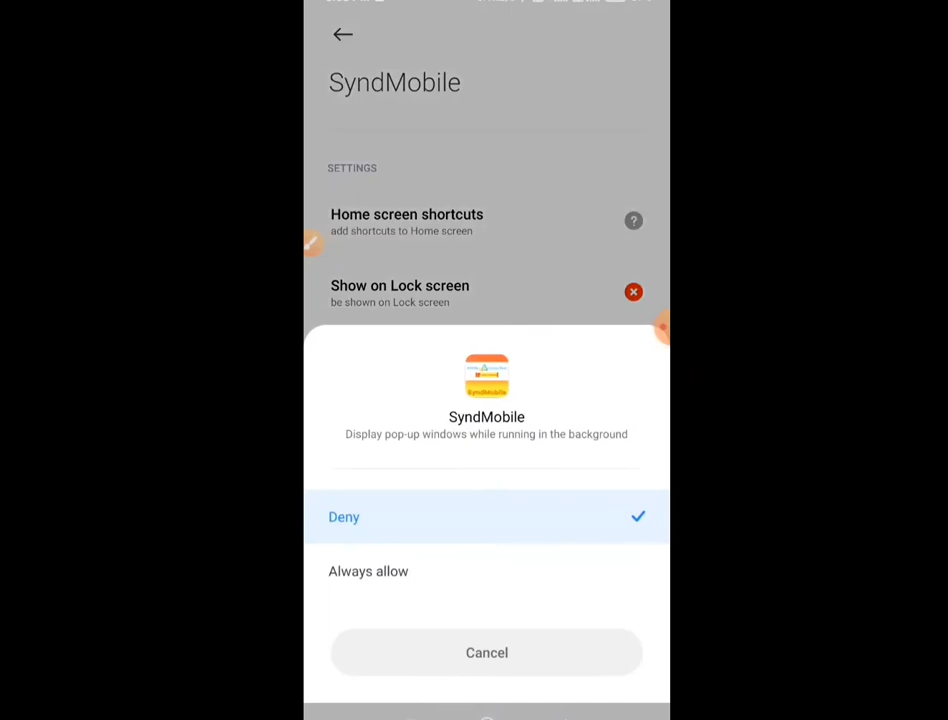 SyndMobile
SETTINGS
Home screen shortcuts
add shortcuts to Home screen
Show on Lock screen
be shown on Lock screen
SyndMobile
SyndMobile
Display pop-up windows while running in the background
Deny
Always allow
Cancel